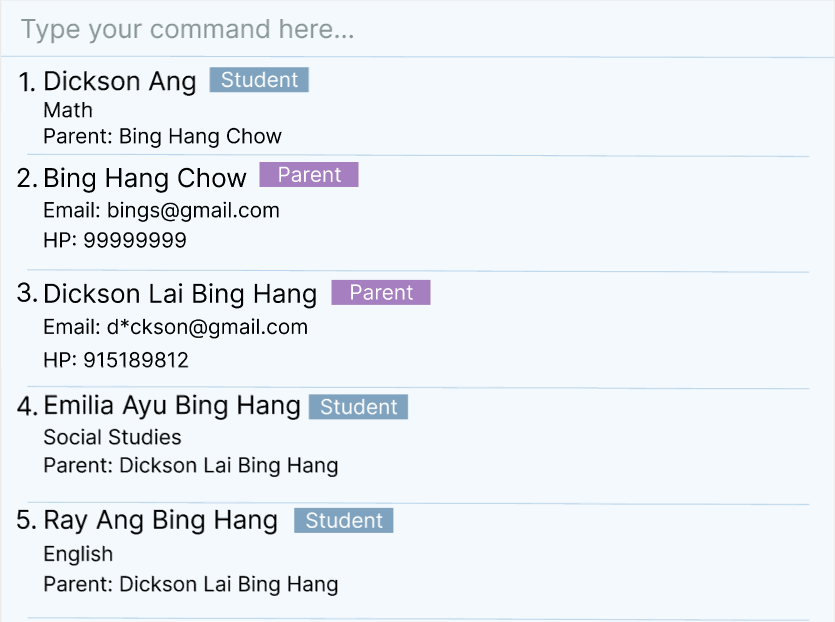 Type your command here...
1. Dickson Ang Student
Math
Parent: Bing Hang Chow
2. Bing Hang Chow Parent
Email: bings@gmail.com
HP: 99999999
3. Dickson Lai Bing Hang Parent
Email: d*ckson@gmail.com
HP: 915189812
4. Emilia Ayu Bing Hang Student
Social Studies
Parent: Dickson Lai Bing Hang
5. Ray Ang Bing Hang Student
English
Parent: Dickson Lai Bing Hang